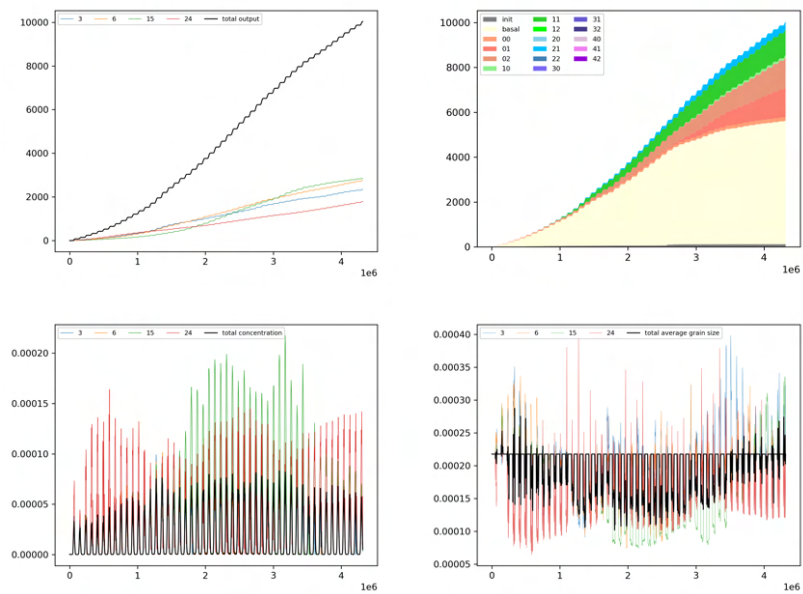 3 6 15 24 total output
10000
8000
6000
4000
2000
0
0 1 2 3 4
1e6
init 11 31
basal 12 32
00 20 40
01 21 41
02 22 42
10 30
10000
8000
6000
4000
2000
0
0 1 2 3 4
1e6
3 6 15 24 total concentration
0.00020
0.00015
0.00010
0.00005
0.00000
0 1 2 3 4
1e6
3 6 15 24 total average grain size
0.00040
0.00035
0.00030
0.00025
0.00020
0.00015
0.00010
0.00005
0 1 2 3 4
1e6